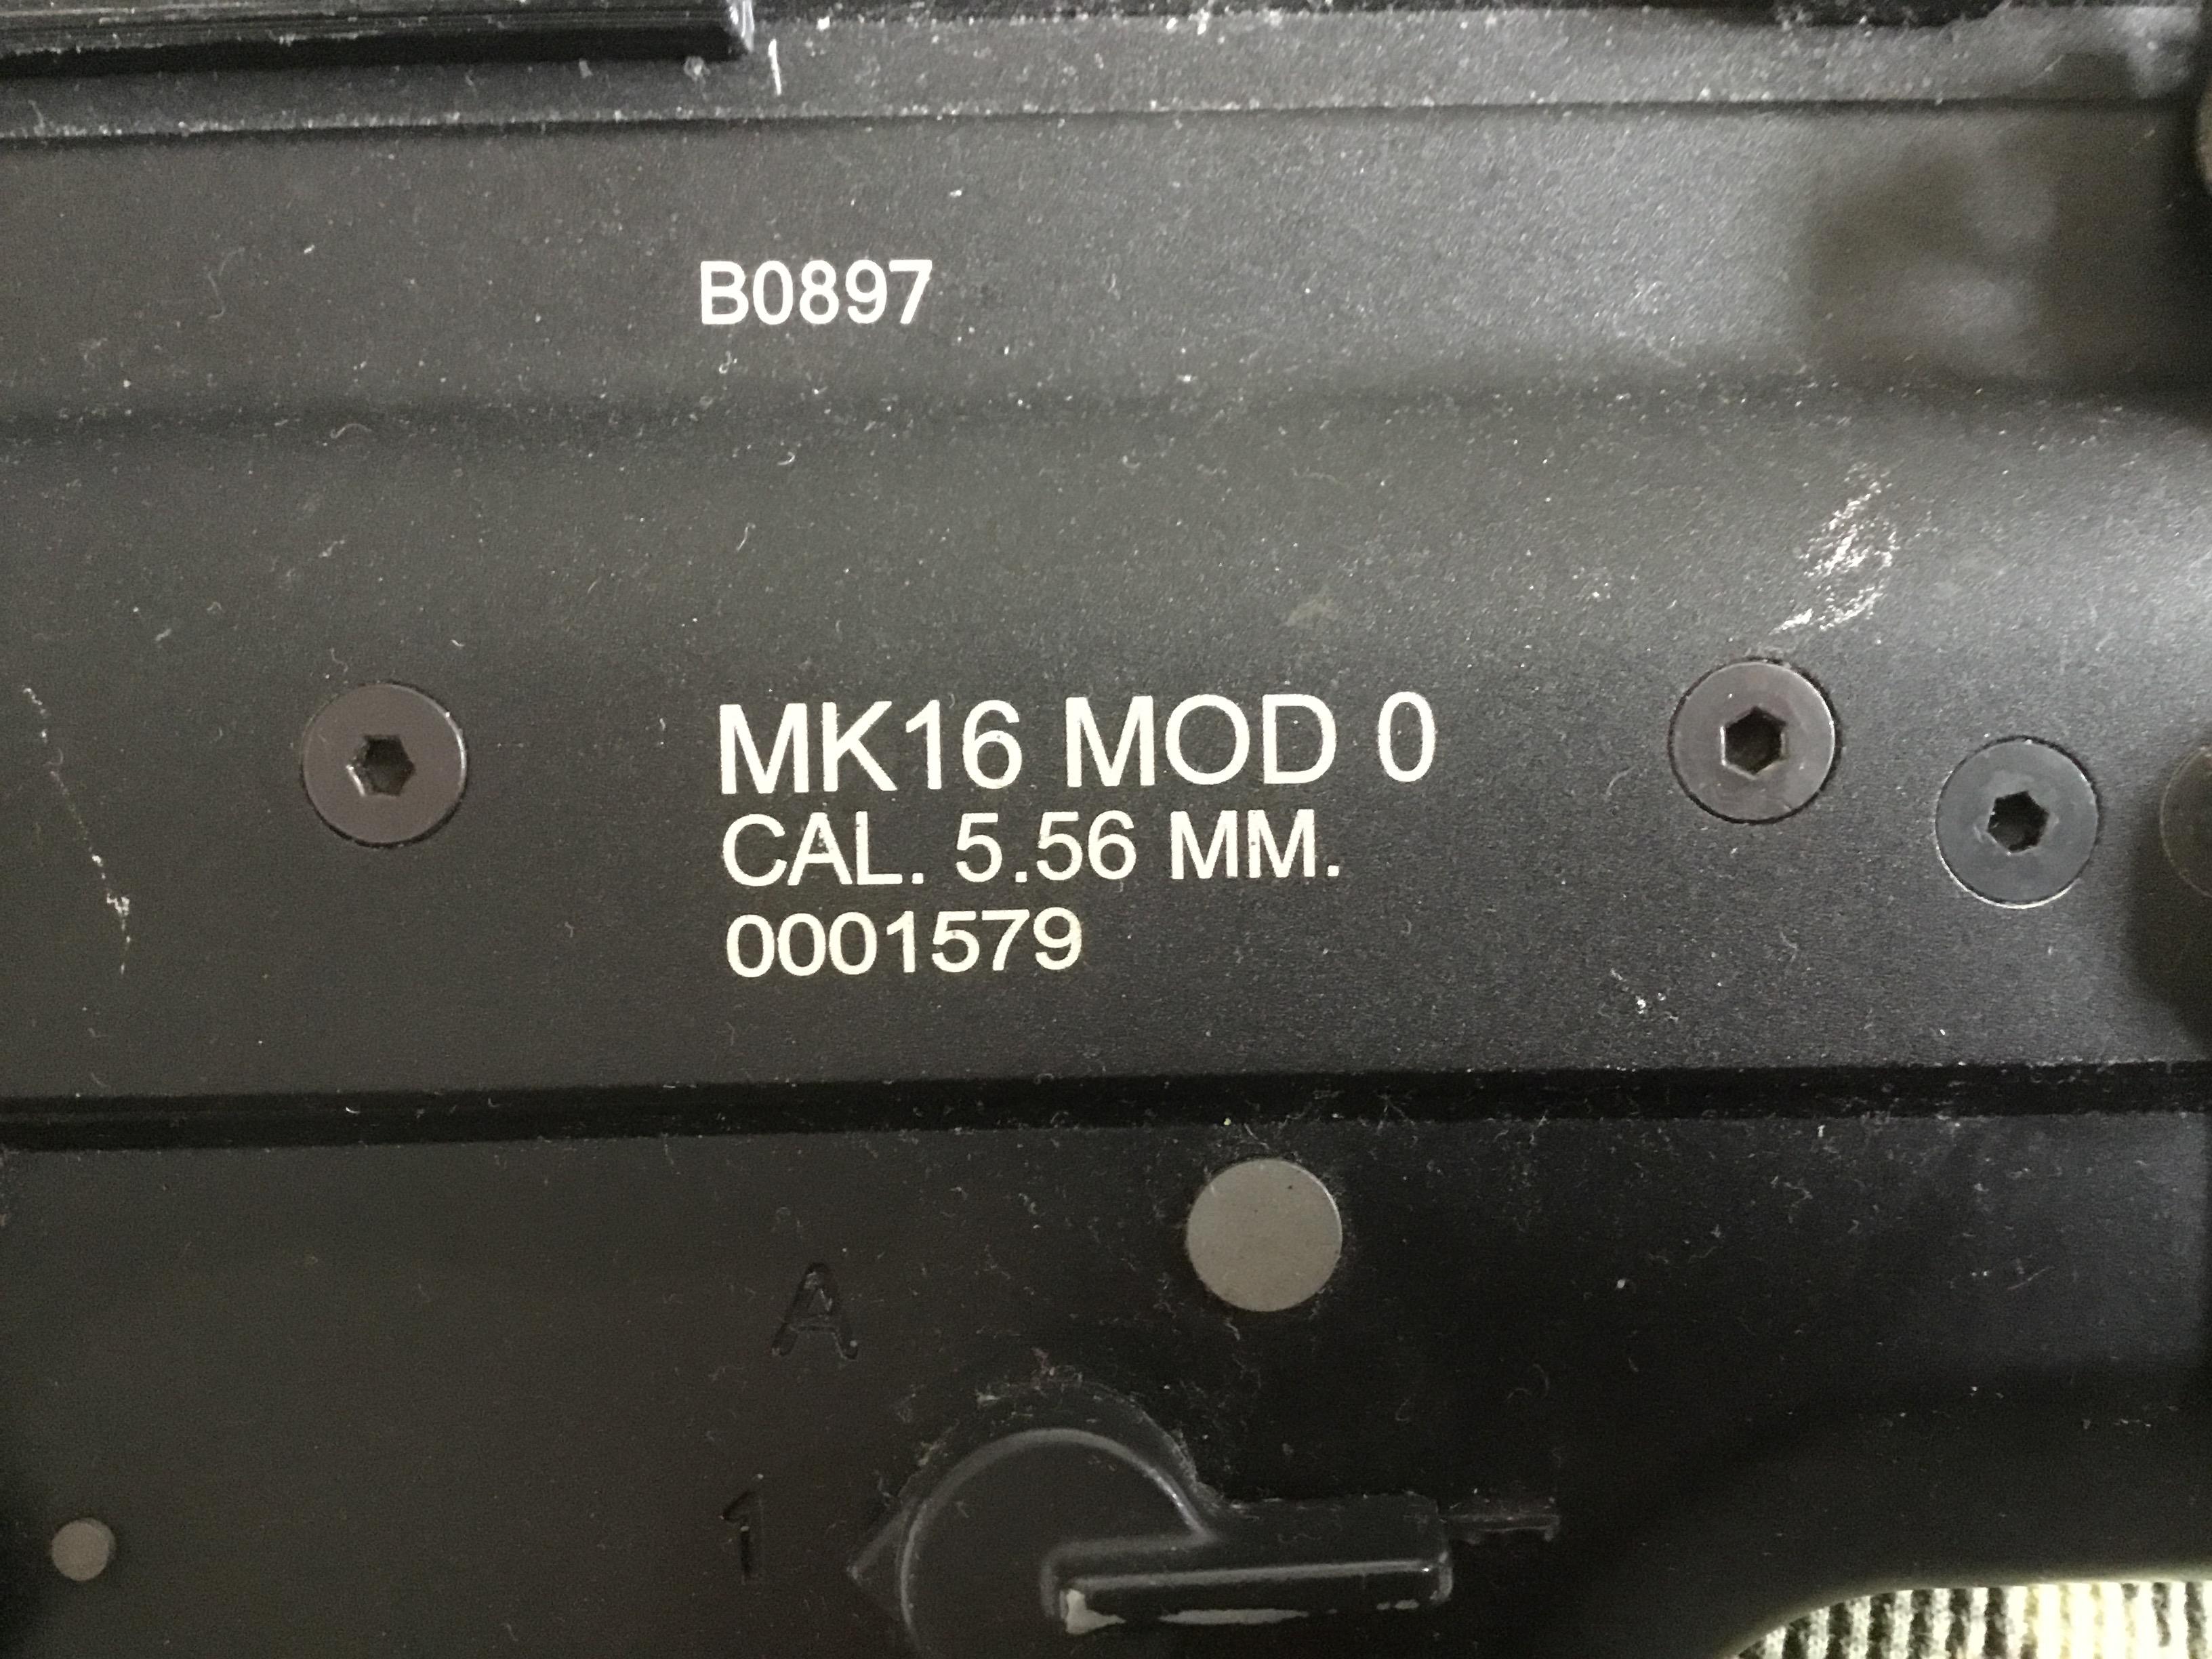 B0897
MK16 MOD 0
CAL. 5.56 MM.
0001579
A
1